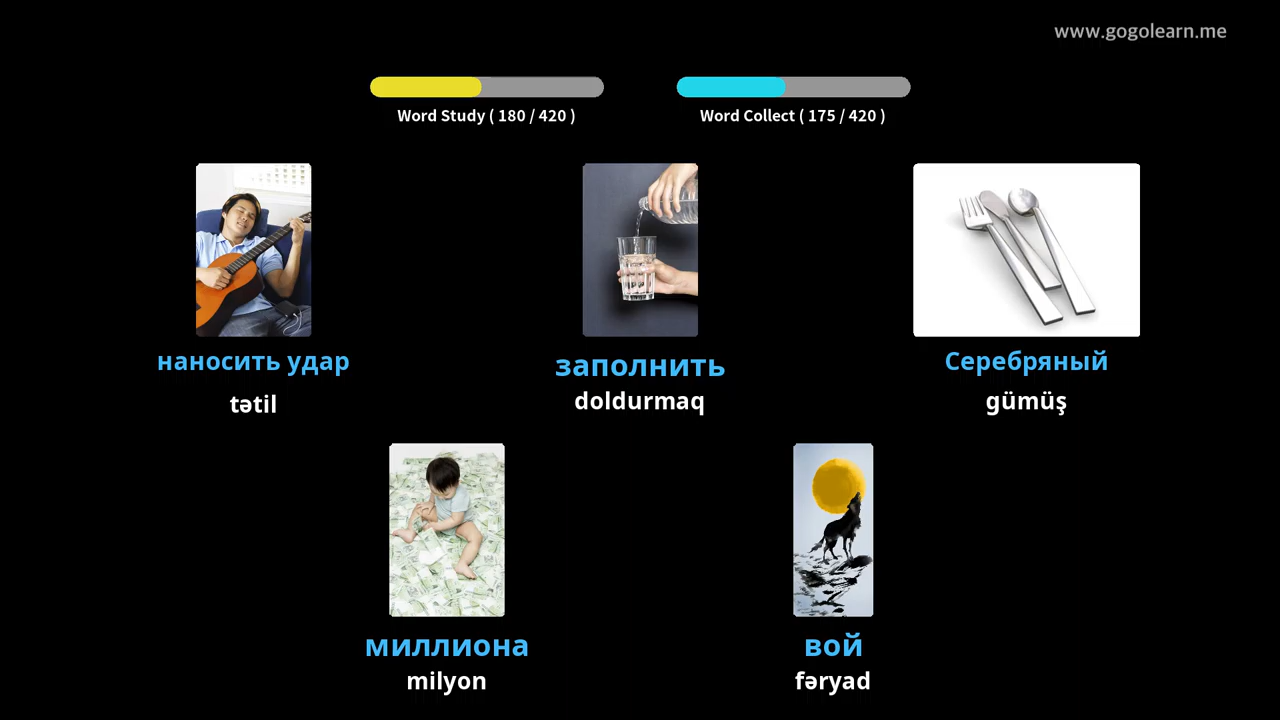 www.gogolearn.me
Word Study ( 180 / 420 )
Word Collect ( 175 / 420 )
наносить удар
tətil
заполнить
doldurmaq
Серебряный
gümüş
миллиона
milyon
вой
fəryad